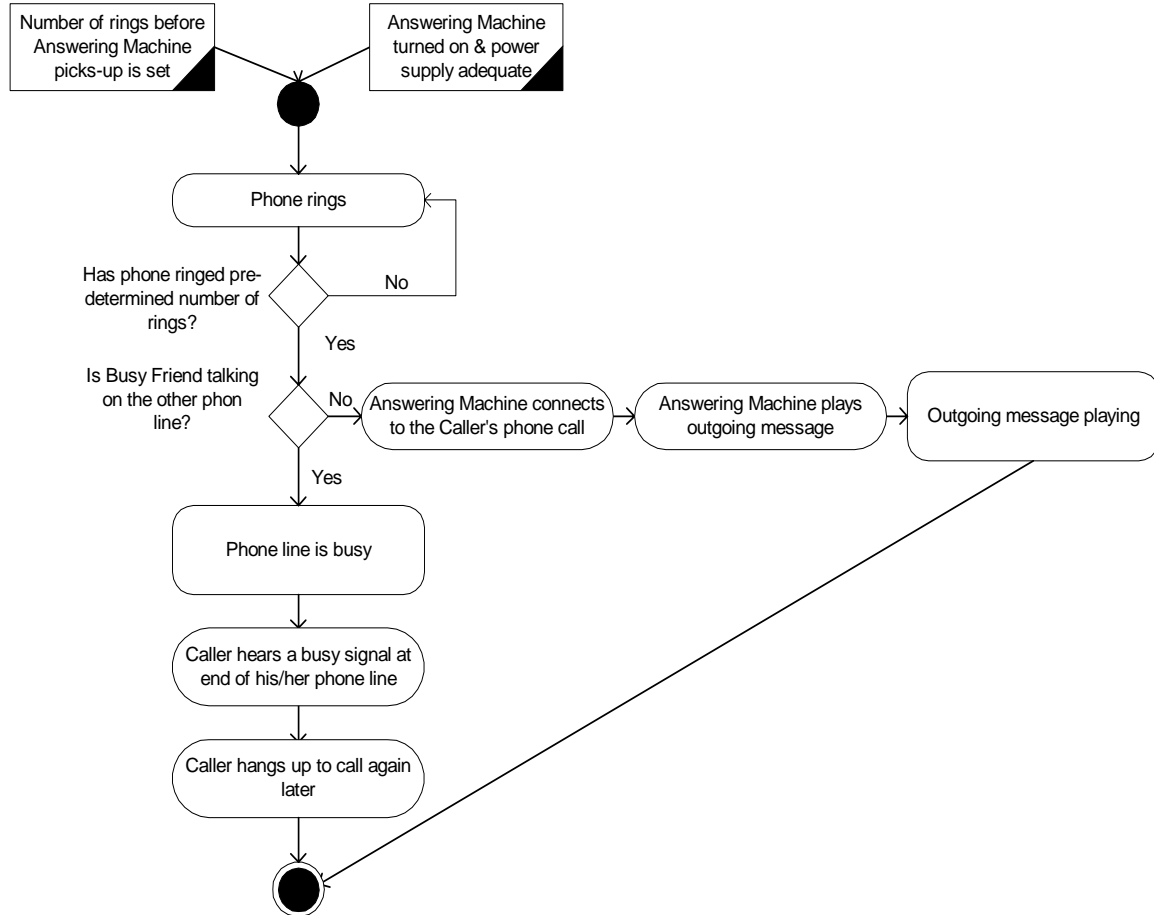 Number of rings before
Answering Machine
picks-up is set
Answering Machine
turned on & power
supply adequate
Phone rings
Has phone ringed pre-
determined number of
rings?
No
Yes
Is Busy Friend talking
on the other phon
line?
No
Answering Machine connects
to the Caller's phone call
Answering Machine plays
outgoing message
Outgoing message playing
Yes
Phone line is busy
Caller hears a busy signal at
end of his/her phone line
Caller hangs up to call again
later